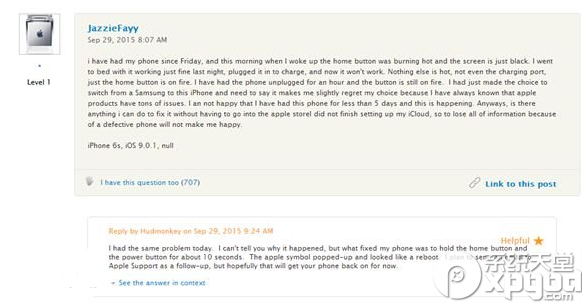 JazzieFayy
Sep 29, 2015 8:07 AM
Level 1
i have had my phone since Friday, and this morning when I woke up the home button was burning hot and the screen is just black. I went
to bed with it working just fine last night, plugged it in to charge, and now it won't work. Nothing else is hot, not even the charging port,
just the home button is on fire. I have had the phone unplugged for an hour and the button is still on fire. I had just made the choice to
switch from a Samsung to this iPhone and need to say it makes me slightly regret my choice because I have always known that apple
products have tons of issues. I an not happy that I have had this phone for less than 5 days and this is happening. Anyways, is there
anything i can do to fix it without having to go into the apple storeI did not finish setting up my iCloud, so to lose all of information because
of a defective phone will not make me happy.
iPhone 6s, iOS 9.0.1, null
I have this question too (707)
Link to this post
Reply by Hudmonkey on Sep 29, 2015 9:24 AM
Helpful
I had the same problem today. I can't tell you why it happened, but what fixed my phone was to hold the home button and
the power button for about 10 seconds. The apple symbol popped-up and looked like a reboot. I plan
Apple Support as a follow-up, but hopefully that will get your phone back on for now.
See the answer in context
系统天堂
xpgod.com